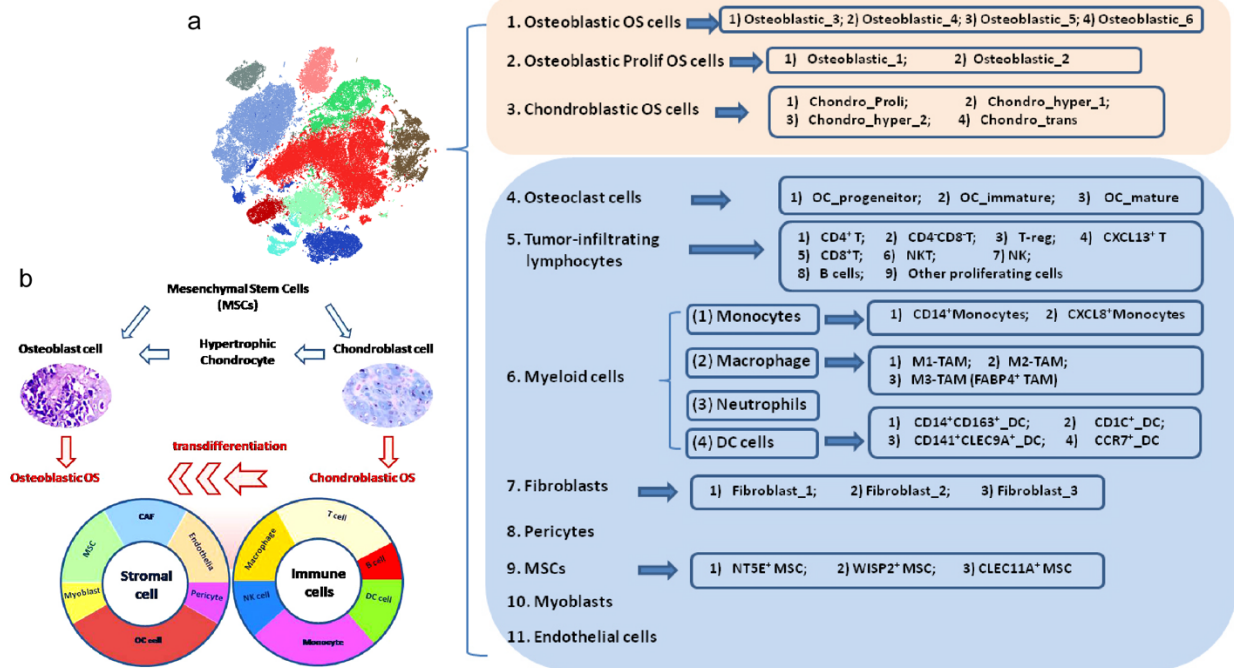 a
1. Osteoblastic OS cells
1) Osteoblastic_3; 2) Osteoblastic_4; 3) Osteoblastic_5; 4) Osteoblastic_6
2. Osteoblastic Prolif OS cells
1) Osteoblastic_1; 2) Osteoblastic_2
3. Chondroblastic OS cells
1) Chondro_Proli; 2) Chondro_hyper_1;
3) Chondro_hyper_2; 4) Chondro_trans
4. Osteoclast cells
1) OC_progeneitor; 2) OC_immature; 3) OC_mature
5. Tumor-infiltrating
lymphocytes
1) CD4⁺ T; 2) CD4⁻CD8⁻T; 3) T-reg; 4) CXCL13⁺ T
5) CD8⁺T; 6) NKT; 7) NK;
8) B cells; 9) Other proliferating cells
6. Myeloid cells
(1) Monocytes
1) CD14⁺Monocytes; 2) CXCL8⁺Monocytes
(2) Macrophage
1) M1-TAM; 2) M2-TAM;
3) M3-TAM (FABP4⁺ TAM)
(3) Neutrophils
(4) DC cells
1) CD14⁺CD163⁺_DC; 2) CD1C⁺_DC;
3) CD141⁺CLEC9A⁺_DC; 4) CCR7⁺_DC
7. Fibroblasts
1) Fibroblast_1; 2) Fibroblast_2; 3) Fibroblast_3
8. Pericytes
9. MSCs
1) NT5E⁺ MSC; 2) WISP2⁺ MSC; 3) CLEC11A⁺ MSC
10. Myoblasts
11. Endothelial cells
b
Mesenchymal Stem Cells
(MSCs)
Osteoblast cell
Hypertrophic
Chondrocyte
Chondroblast cell
transdifferentiation
Osteoblastic OS
Chondroblastic OS
CAF
MSC
Endothelia
Myoblast
Pericyte
OC cell
Stromal
cell
T cell
Macrophage
B cell
NK cell
DC cell
Monocyte
Immune
cells